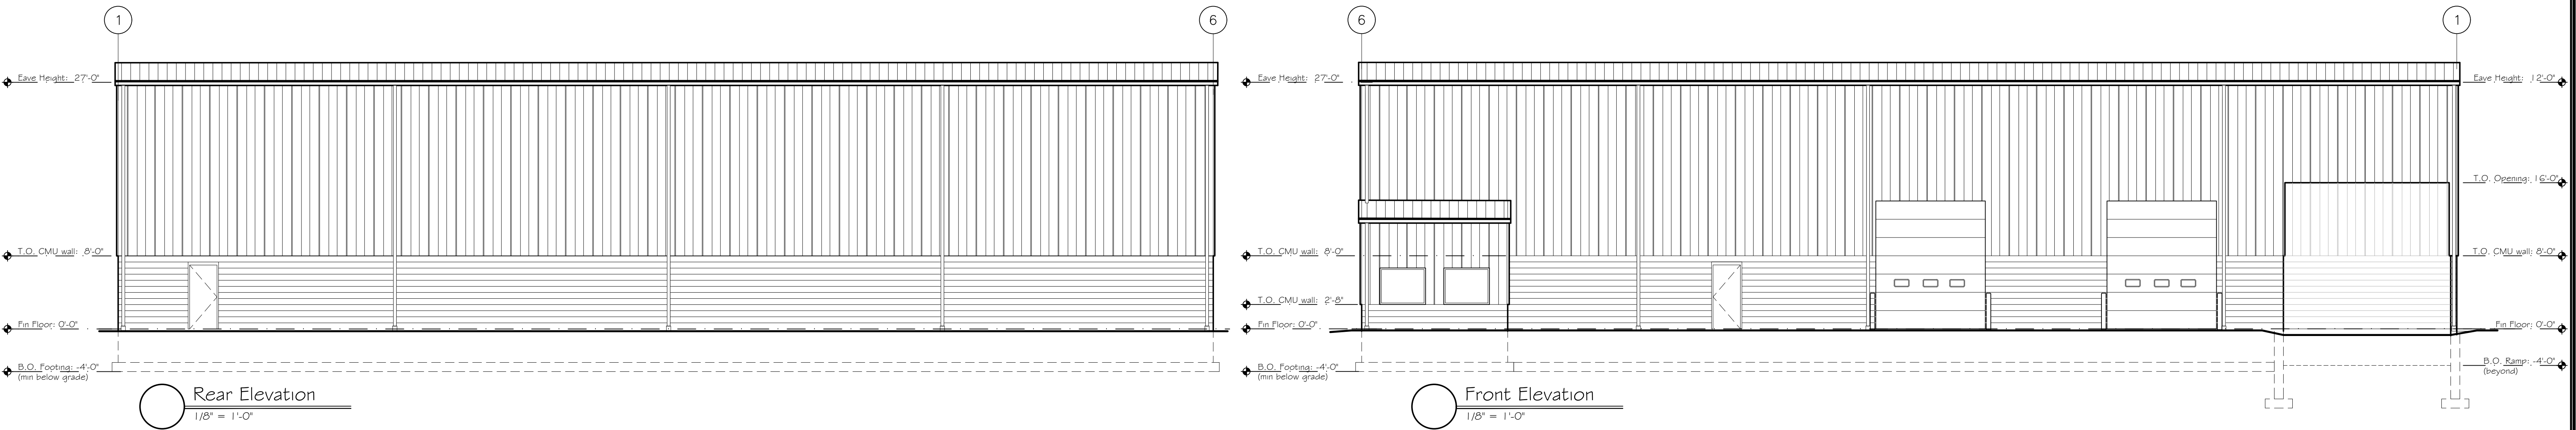 1
6
Eave Height: 27'-0"
T.O. CMU wall: 8'-0"
Fin Floor: 0'-0"
B.O. Footing: -4'-0"
(min below grade)
Rear Elevation
1/8" = 1'-0"
6
1
Eave Height: 27'-0"
T.O. CMU wall: 8'-0"
T.O. CMU wall: 2'-8"
Fin Floor: 0'-0"
B.O. Footing: -4'-0"
(min below grade)
Eave Height: 12'-0"
T.O. Opening: 16'-0"
T.O. CMU wall: 8'-0"
Fin Floor: 0'-0"
B.O. Ramp: -4'-0"
(beyond)
Front Elevation
1/8" = 1'-0"